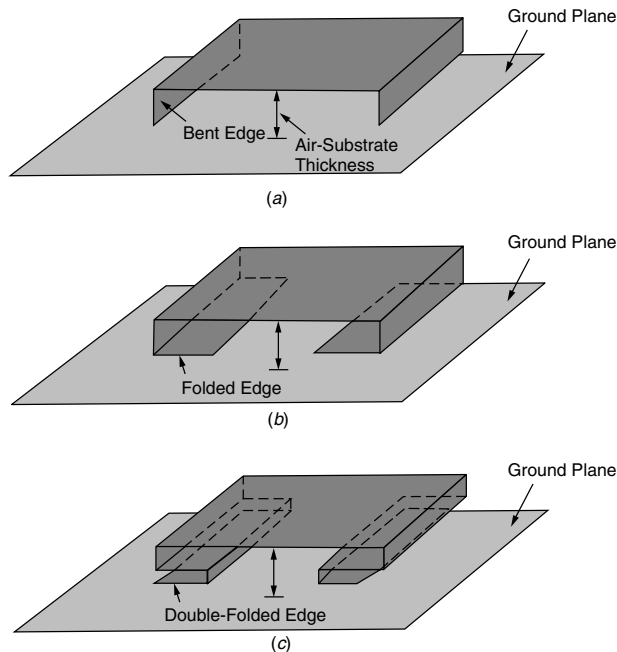 Ground Plane
Bent Edge
Air-Substrate
Thickness
(a)
Ground Plane
Folded Edge
(b)
Ground Plane
Double-Folded Edge
(c)